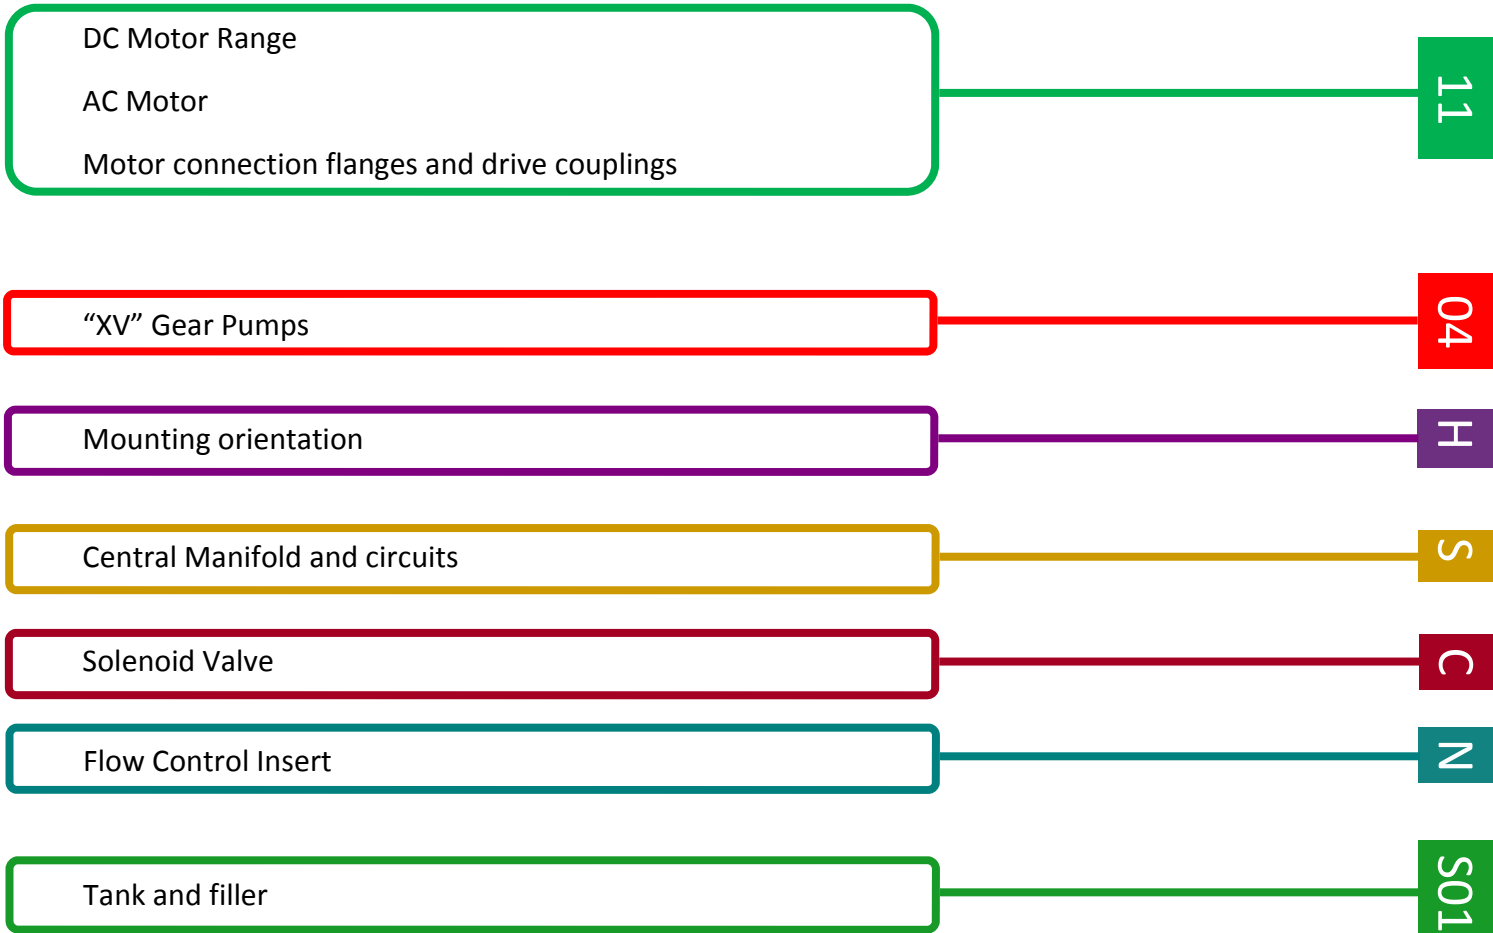 DC Motor Range
AC Motor
Motor connection flanges and drive couplings
11
“XV” Gear Pumps
04
Mounting orientation
H
Central Manifold and circuits
S
Solenoid Valve
C
Flow Control Insert
N
Tank and filler
S01